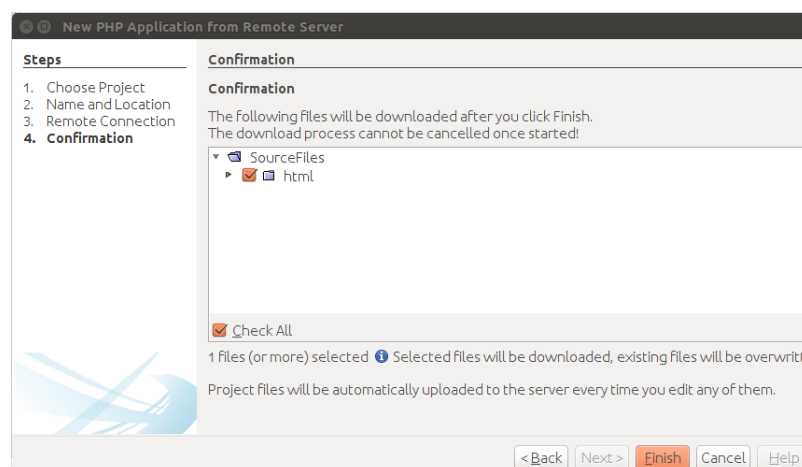 New PHP Application from Remote Server
Steps
1. Choose Project
2. Name and Location
3. Remote Connection
4. Confirmation
Confirmation
Confirmation
The following files will be downloaded after you click Finish.
The download process cannot be cancelled once started!
SourceFiles
html
Check All
1 files (or more) selected Selected files will be downloaded, existing files will be overwritt
Project files will be automatically uploaded to the server every time you edit any of them.
< Back Next > Finish Cancel Help